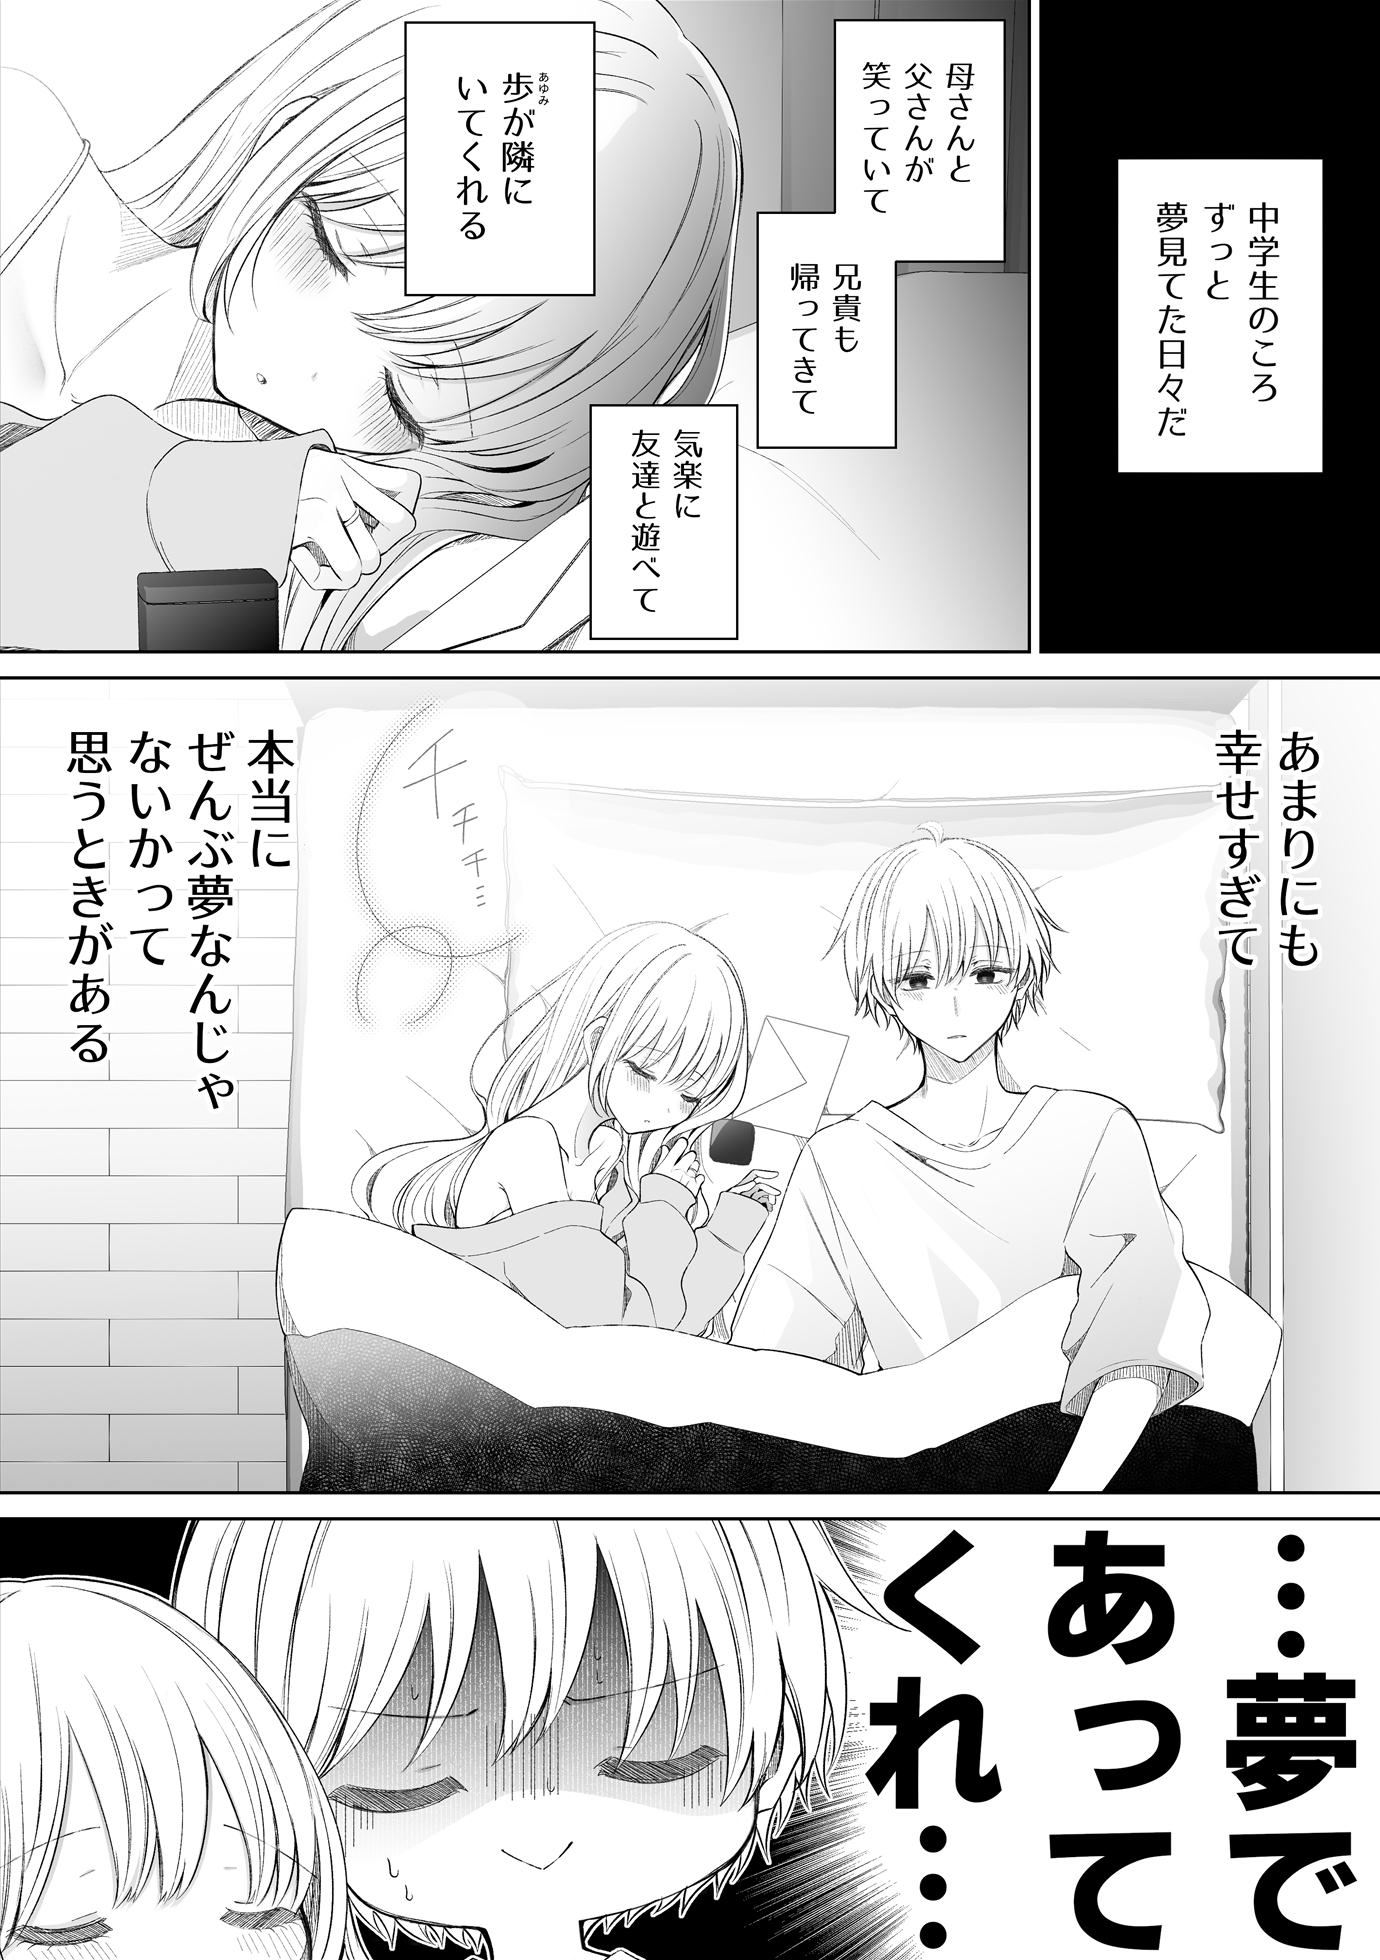 中学生のころ
ずっと
夢見てた日々だ
母さんと
父さんが
笑っていて
兄貴も
帰ってきて
気楽に
友達と遊べて
歩が隣に
あゆみ
いてくれる
あまりにも
幸せすぎて
チチチ…
本当に
ぜんぶ夢なんじゃ
ないかって
思うときがある
…夢で
あって
くれ…